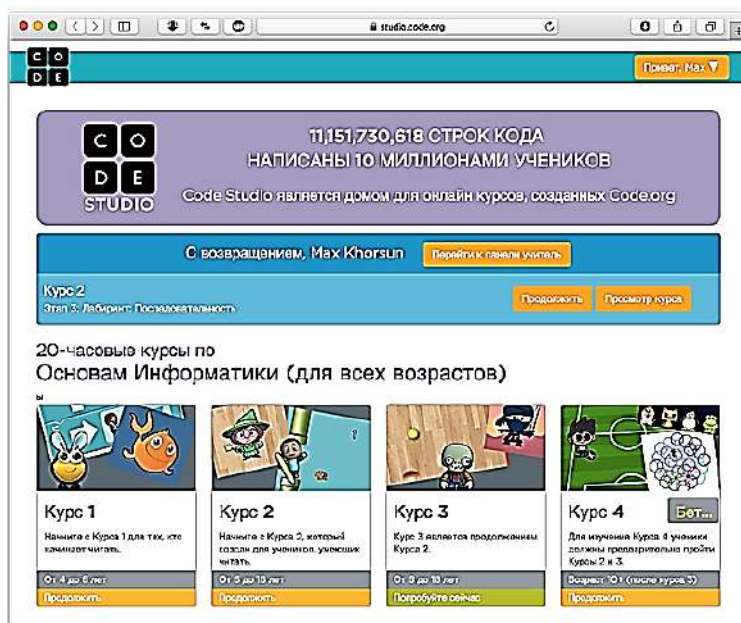 studio.code.org
C O
D E
Привет, Max
C O
D E
STUDIO
11,151,730,618 СТРОК КОДА
НАПИСАНЫ 10 МИЛЛИОНАМИ УЧЕНИКОВ
Code Studio является домом для онлайн курсов, созданных Code.org
С возвращением, Max Khorsun
Перейти к панели учитель
Курс 2
Этап 3: Лабиринт: Последовательность
Продолжить
Просмотр курса
20-часовые курсы по
Основам Информатики (для всех возрастов)
ы
Курс 1
Начните с Курса 1 для тех, кто
начинает читать.
От 4 до 6 лет
Продолжить
Курс 2
Начните с Курса 2, который
создан для учеников, умеющих
читать.
От 6 до 18 лет
Продолжить
Курс 3
Курс 3 является продолжением
Курса 2.
От 8 до 18 лет
Попробуйте сейчас
Курс 4
Бет...
Для изучения Курса 4 ученики
должны предварительно пройти
Курсы 2 и 3.
Возраст 10+ (после курса 3)
Продолжить